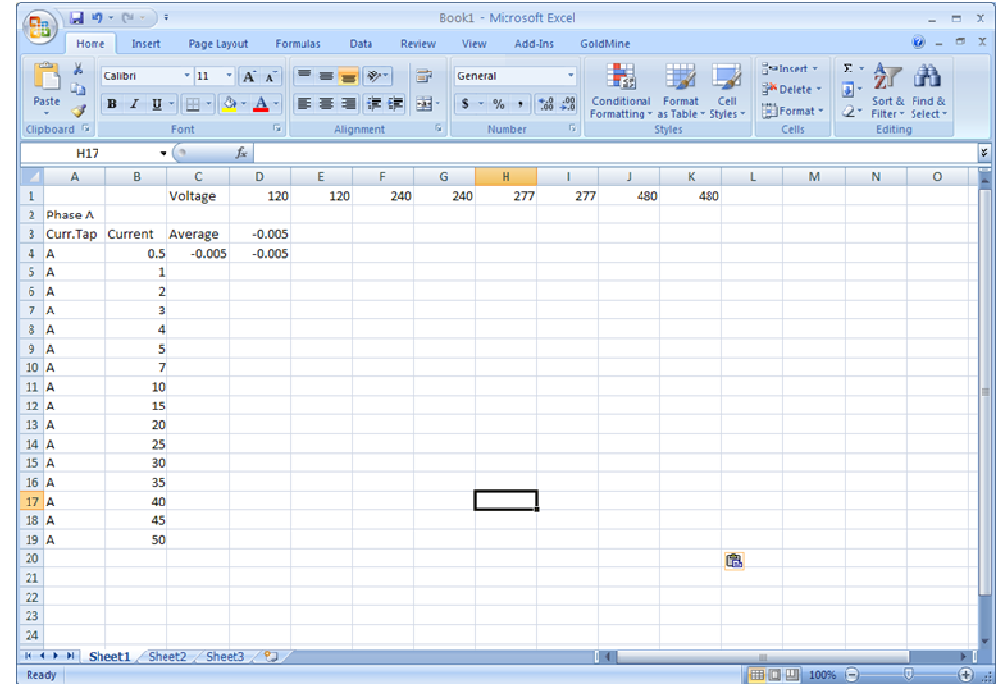 Book1 - Microsoft Excel
Home Insert Page Layout Formulas Data Review View Add-Ins GoldMine
Paste
Calibri 11 A A
B I U A
General
$ % , .00
Conditional Formatting Format as Table Cell Styles
Insert
Delete
Format
Σ
Sort & Filter Find & Select
Clipboard Font Alignment Number Styles Cells Editing
H17 fx
A B C D E F G H I J K L M N O
1 Voltage 120 120 240 240 277 277 480 480
2 Phase A
3 Curr.Tap Current Average -0.005
4 A 0.5 -0.005 -0.005
5 A 1
6 A 2
7 A 3
8 A 4
9 A 5
10 A 7
11 A 10
12 A 15
13 A 20
14 A 25
15 A 30
16 A 35
17 A 40
18 A 45
19 A 50
20
21
22
23
24
Sheet1 Sheet2 Sheet3
Ready 100%